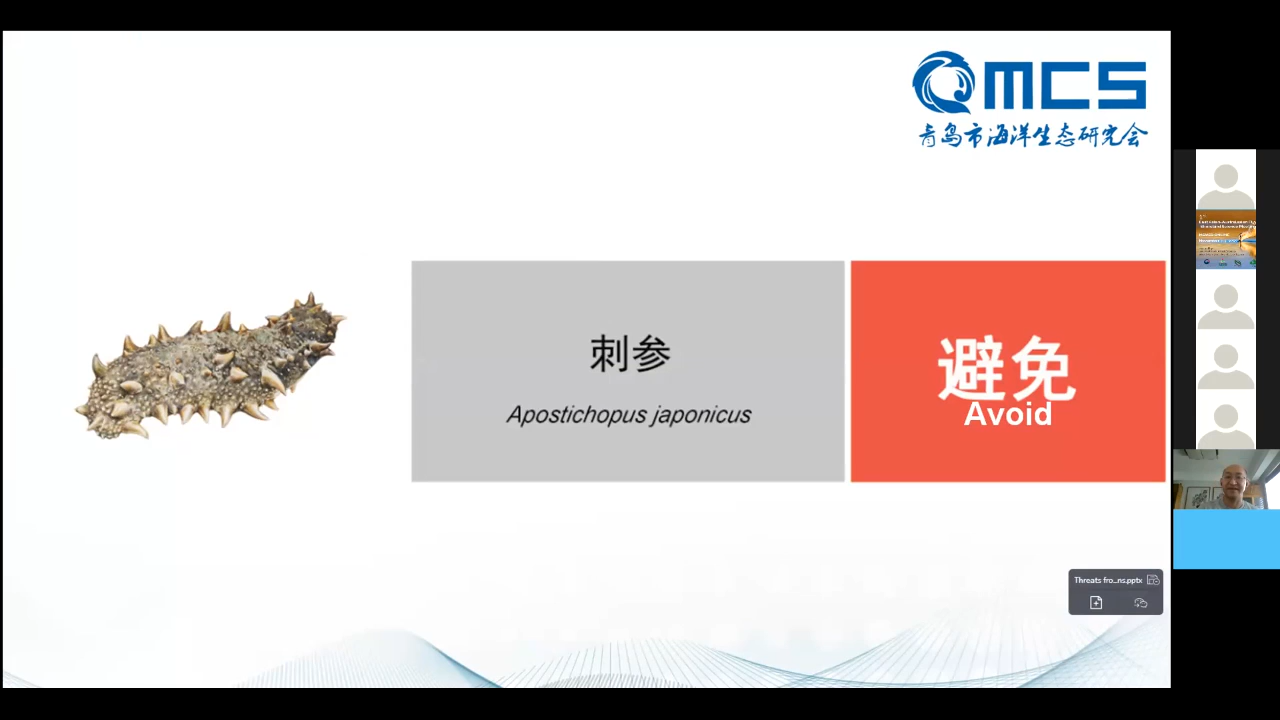 QMCS
青岛市海洋生态研究会
刺参
Apostichopus japonicus
避免
Avoid
Threats fro...ns.pptx